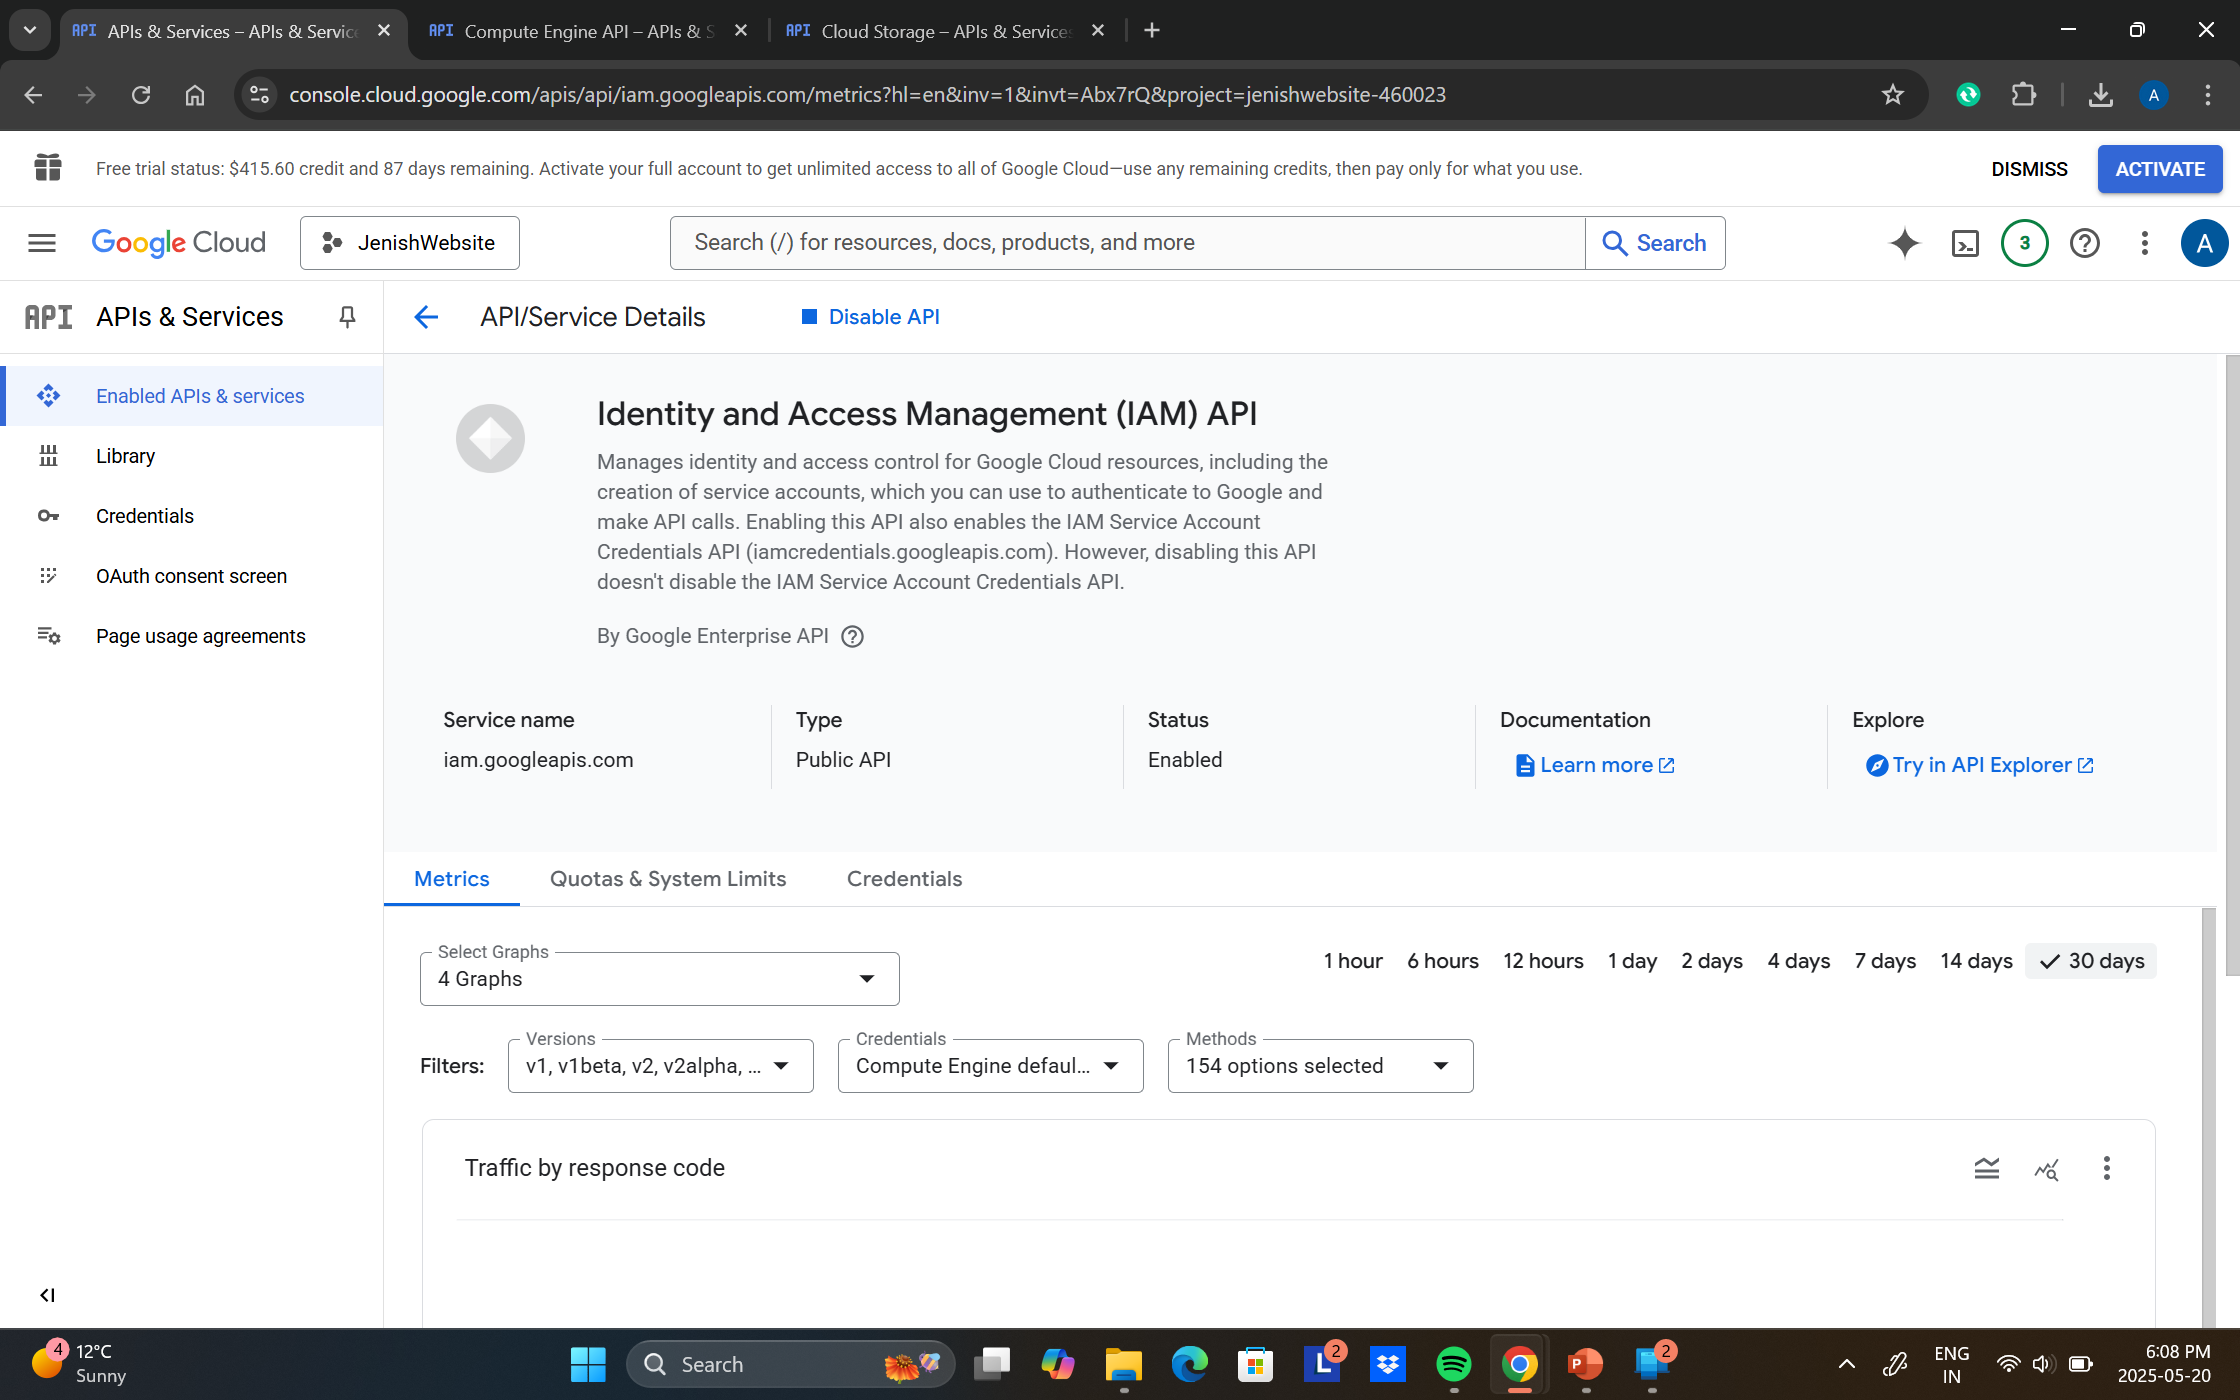 API APIs & Services – APIs & Service
API Compute Engine API – APIs & S
API Cloud Storage – APIs & Services
console.cloud.google.com/apis/api/iam.googleapis.com/metrics?hl=en&inv=1&invt=Abx7rQ&project=jenishwebsite-460023
A
Free trial status: $415.60 credit and 87 days remaining. Activate your full account to get unlimited access to all of Google Cloud—use any remaining credits, then pay only for what you use.
DISMISS
ACTIVATE
Google Cloud
JenishWebsite
Search (/) for resources, docs, products, and more
Search
3
A
API APIs & Services
API/Service Details
Disable API
Enabled APIs & services
Library
Credentials
OAuth consent screen
Page usage agreements
Identity and Access Management (IAM) API
Manages identity and access control for Google Cloud resources, including the
creation of service accounts, which you can use to authenticate to Google and
make API calls. Enabling this API also enables the IAM Service Account
Credentials API (iamcredentials.googleapis.com). However, disabling this API
doesn't disable the IAM Service Account Credentials API.
By Google Enterprise API
Service name
iam.googleapis.com
Type
Public API
Status
Enabled
Documentation
Learn more
Explore
Try in API Explorer
Metrics
Quotas & System Limits
Credentials
Select Graphs
4 Graphs
1 hour 6 hours 12 hours 1 day 2 days 4 days 7 days 14 days 30 days
Filters:
Versions
v1, v1beta, v2, v2alpha, ...
Credentials
Compute Engine defaul...
Methods
154 options selected
Traffic by response code
4
12°C
Sunny
Search
L
2
P
2
ENG
IN
6:08 PM
2025-05-20